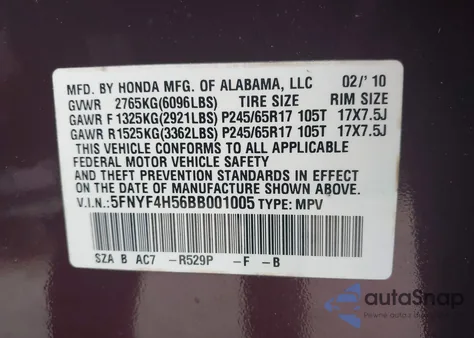 MFD. BY HONDA MFG. OF ALABAMA, LLC 02/'10
GVWR 2765KG(6096LBS) TIRE SIZE RIM SIZE
GAWR F 1325KG(2921LBS) P245/65R17 105T 17X7.5J
GAWR R 1525KG(3362LBS) P245/65R17 105T 17X7.5J
THIS VEHICLE CONFORMS TO ALL APPLICABLE
FEDERAL MOTOR VEHICLE SAFETY
AND THEFT PREVENTION STANDARDS IN EFFECT
ON THE DATE OF MANUFACTURE SHOWN ABOVE.
V.I.N.: 5FNYF4H56BB001005 TYPE: MPV
SZA B AC7 -R529P -F -B
autaSnap